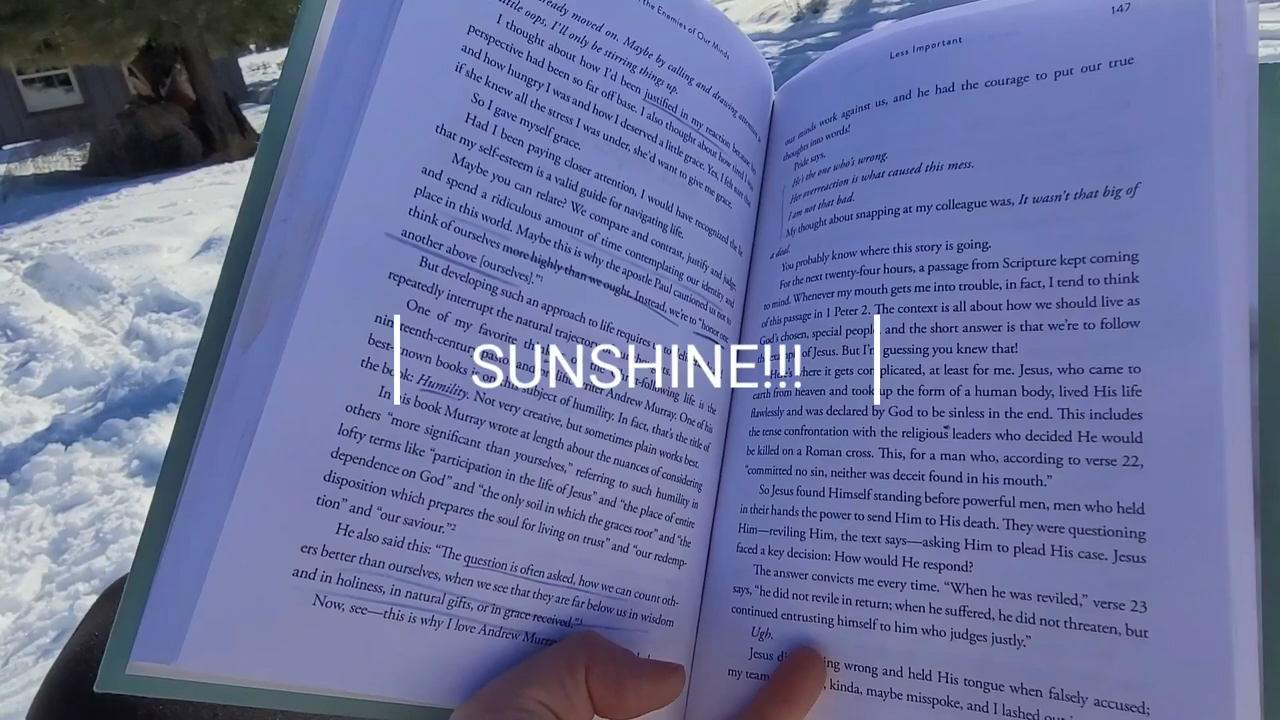 the Enemies of Our Minds
already moved on. Maybe by calling and drawing attention
little oops, I'll only be stirring things up.
I thought about how I'd been justified in my reaction because
perspective had been so far off base. I also thought about how tired I was
and how hungry I was and how I deserved a little grace. Yes, I felt sure that
if she knew all the stress I was under, she'd want to give me grace.
So I gave myself grace.
Had I been paying closer attention, I would have recognized the lie
that my self-esteem is a valid guide for navigating life.
Maybe you can relate? We compare and contrast, justify and judge,
and spend a ridiculous amount of time contemplating our identity and
place in this world. Maybe this is why the apostle Paul cautioned us not to
think of ourselves more highly than we ought. Instead, we're to "honor one
another above [ourselves]."1
But developing such an approach to life requires
repeatedly interrupt the natural trajectory
One of my favorite life is the
nineteenth-century pastor Andrew Murray. One of his
best-known books is on this subject of humility. In fact, that's the title of
the book: Humility. Not very creative, but sometimes plain works best.
In his book Murray wrote at length about the nuances of considering
others "more significant than yourselves," referring to such humility in
lofty terms like "participation in the life of Jesus" and "the place of entire
dependence on God" and "the only soil in which the graces root" and "the
disposition which prepares the soul for living on trust" and "our redemp-
tion" and "our saviour."2
He also said this: "The question is often asked, how we can count oth-
ers better than ourselves, when we see that they are far below us in wisdom
and in holiness, in natural gifts, or in grace received."3
Now, see—this is why I love Andrew Murray
Less Important
147
our minds work against us, and he had the courage to put our true
thoughts into words!
Pride says,
He's the one who's wrong.
Her overreaction is what caused this mess.
I am not that bad.
My thought about snapping at my colleague was, It wasn't that big of
a deal.
You probably know where this story is going.
For the next twenty-four hours, a passage from Scripture kept coming
to mind. Whenever my mouth gets me into trouble, in fact, I tend to think
of this passage in 1 Peter 2. The context is all about how we should live as
God's chosen, special people, and the short answer is that we're to follow
the example of Jesus. But I'm guessing you knew that!
Here's where it gets complicated, at least for me. Jesus, who came to
earth from heaven and took up the form of a human body, lived His life
flawlessly and was declared by God to be sinless in the end. This includes
the tense confrontation with the religious leaders who decided He would
be killed on a Roman cross. This, for a man who, according to verse 22,
"committed no sin, neither was deceit found in his mouth."
So Jesus found Himself standing before powerful men, men who held
in their hands the power to send Him to His death. They were questioning
Him—reviling Him, the text says—asking Him to plead His case. Jesus
faced a key decision: How would He respond?
The answer convicts me every time. "When he was reviled," verse 23
says, "he did not revile in return; when he suffered, he did not threaten, but
continued entrusting himself to him who judges justly."
Ugh.
Jesus wrong and held His tongue when falsely accused;
my team kinda, maybe misspoke, and I lashed out
SUNSHINE!!!